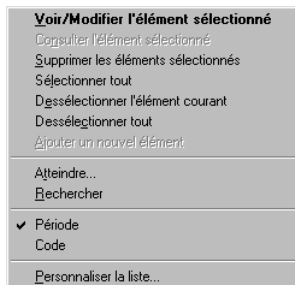 Voir/Modifier l'élément sélectionné
Consulter l'élément sélectionné
Supprimer les éléments sélectionnés
Sélectionner tout
Dessélectionner l'élément courant
Dessélectionner tout
Ajouter un nouvel élément
Atteindre...
Rechercher
Période
Code
Personnaliser la liste...